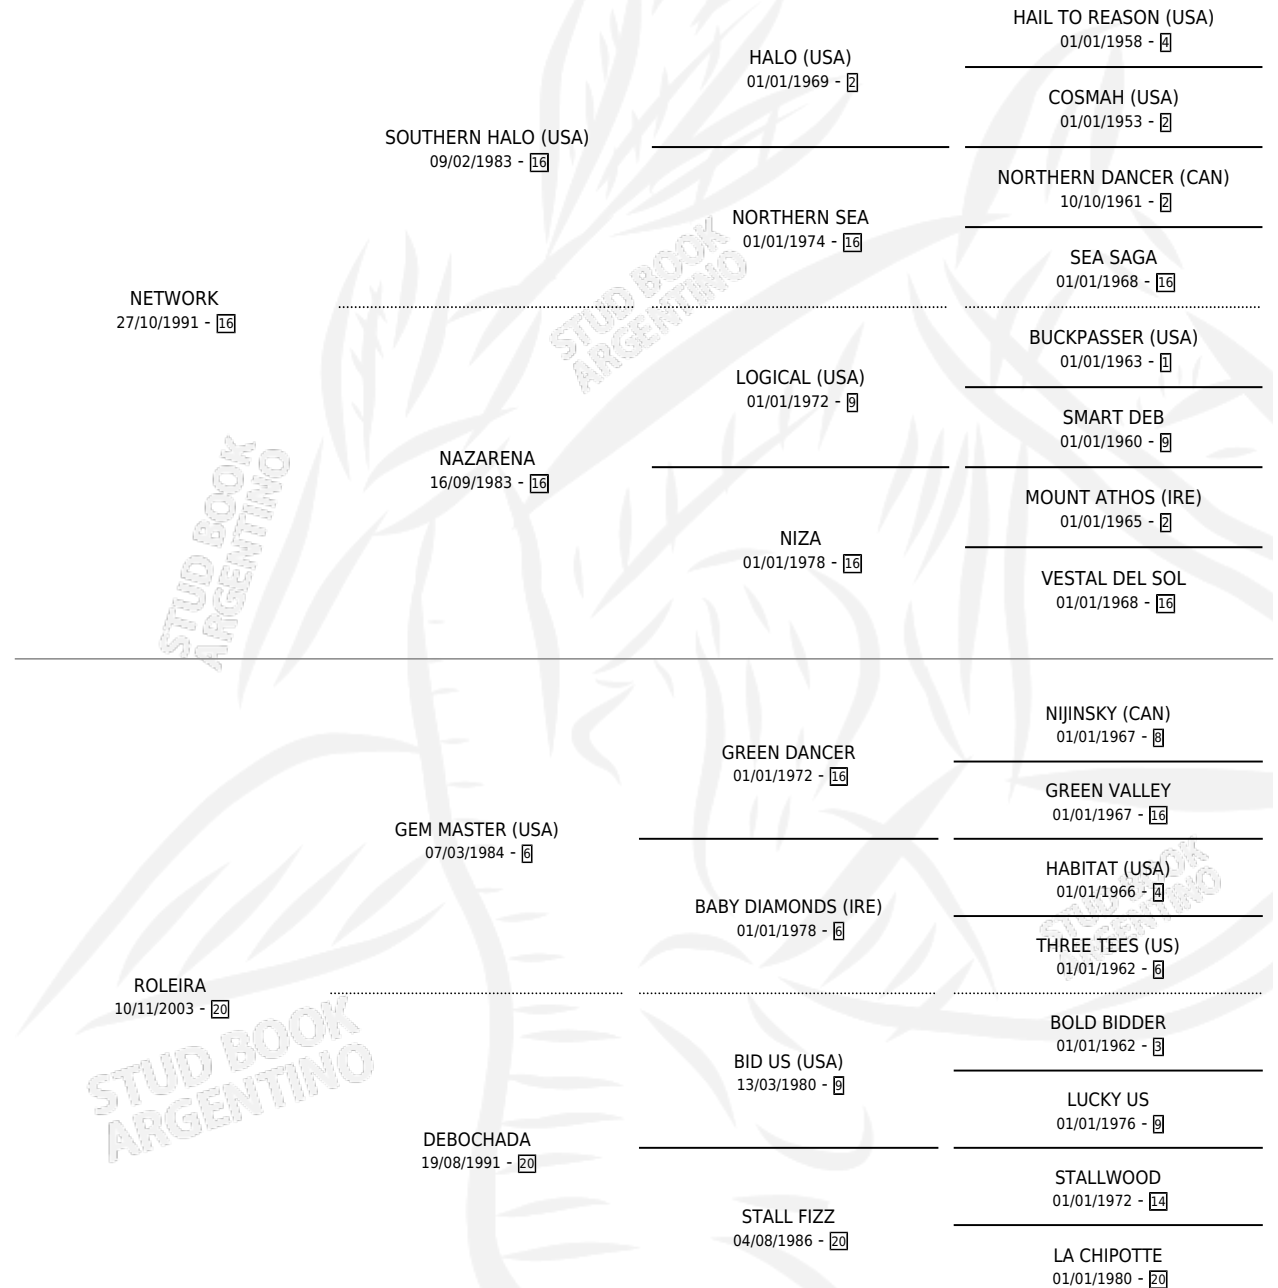 HAIL TO REASON (USA)
01/01/1958 - 4
HALO (USA)
01/01/1969 - 2
COSMAH (USA)
01/01/1953 - 2
SOUTHERN HALO (USA)
09/02/1983 - 16
NORTHERN DANCER (CAN)
10/10/1961 - 2
NORTHERN SEA
01/01/1974 - 16
SEA SAGA
01/01/1968 - 16
NETWORK
27/10/1991 - 16
BUCKPASSER (USA)
01/01/1963 - 1
LOGICAL (USA)
01/01/1972 - 9
SMART DEB
01/01/1960 - 9
NAZARENA
16/09/1983 - 16
MOUNT ATHOS (IRE)
01/01/1965 - 2
NIZA
01/01/1978 - 16
VESTAL DEL SOL
01/01/1968 - 16
NIJINSKY (CAN)
01/01/1967 - 8
GREEN DANCER
01/01/1972 - 16
GREEN VALLEY
01/01/1967 - 16
GEM MASTER (USA)
07/03/1984 - 6
HABITAT (USA)
01/01/1966 - 4
BABY DIAMONDS (IRE)
01/01/1978 - 6
THREE TEES (US)
01/01/1962 - 6
ROLEIRA
10/11/2003 - 20
BOLD BIDDER
01/01/1962 - 3
BID US (USA)
13/03/1980 - 9
LUCKY US
01/01/1976 - 9
DEBOCHADA
19/08/1991 - 20
STALLWOOD
01/01/1972 - 14
STALL FIZZ
04/08/1986 - 20
LA CHIPOTTE
01/01/1980 - 20
STUD BOOK
ARGENTINO
STUD BOOK
ARGENTINO
STUD BOOK
ARGENTINO
STUD BOOK
ARGENTINO